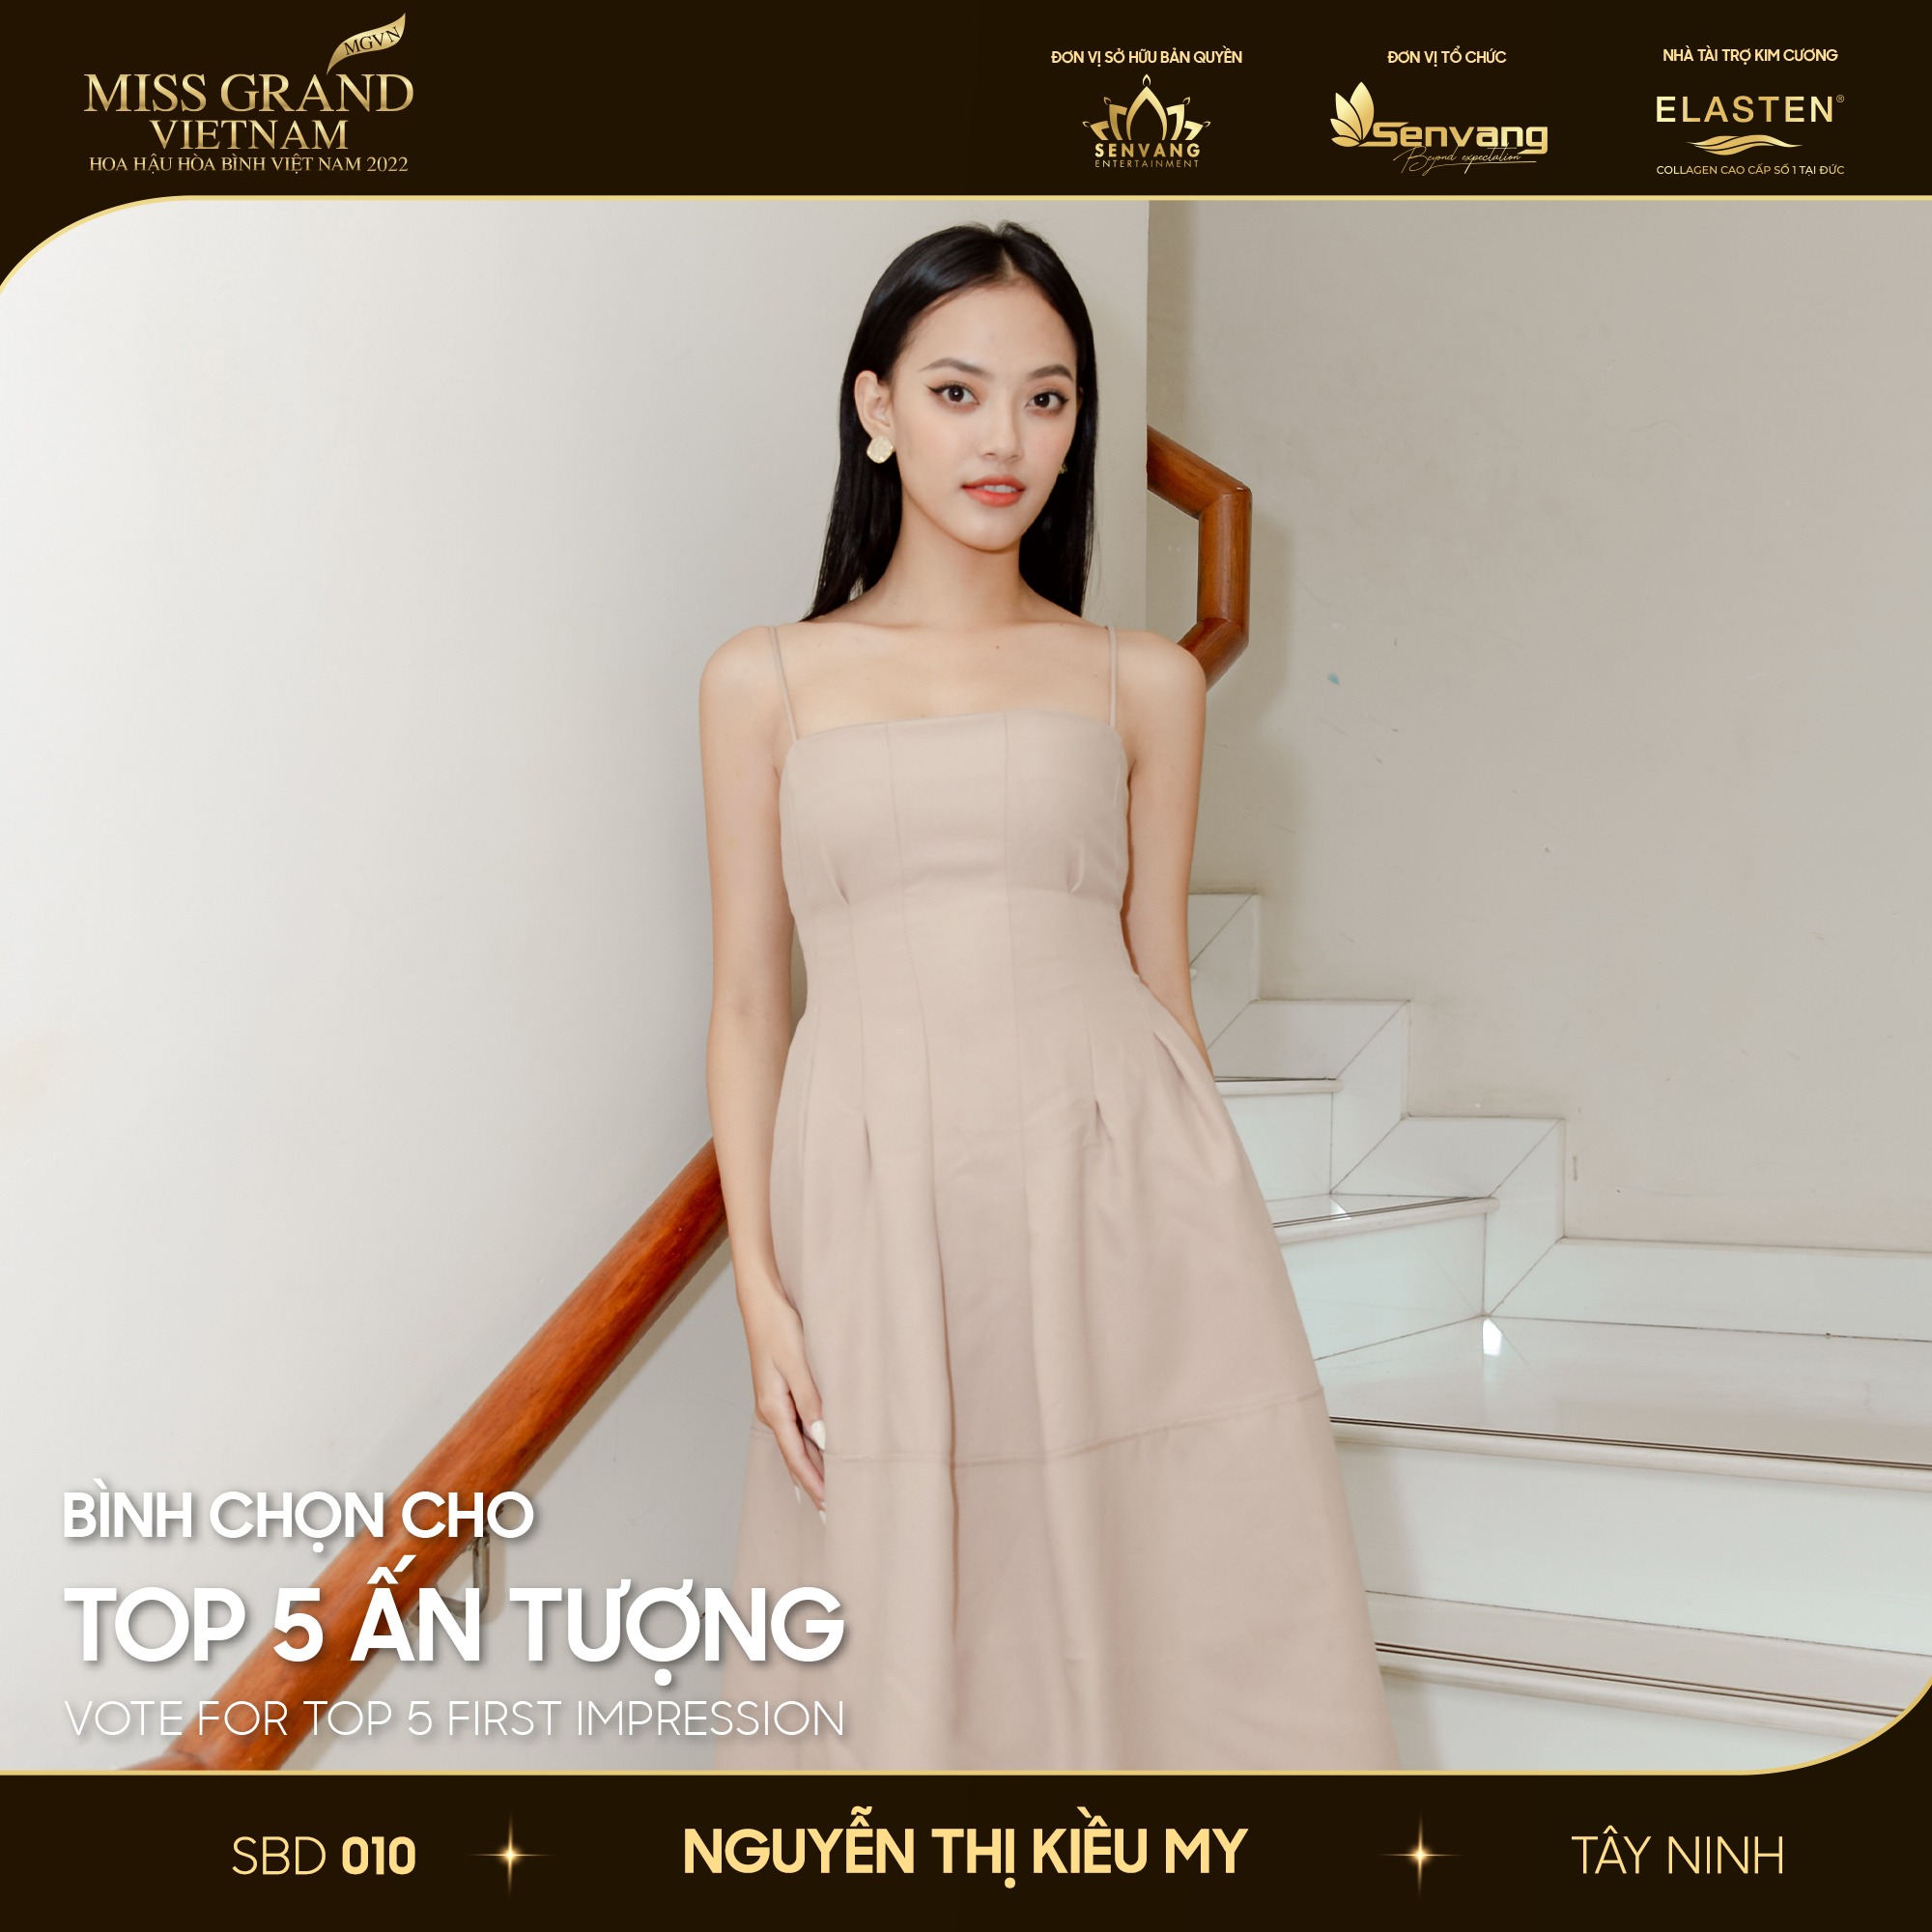 MGVN
MISS GRAND
VIETNAM
HOA HẬU HÒA BÌNH VIỆT NAM 2022
ĐƠN VỊ SỞ HỮU BẢN QUYỀN
SENVANG
ENTERTAINMENT
ĐƠN VỊ TỔ CHỨC
Senvang
Beyond expectation
NHÀ TÀI TRỢ KIM CƯƠNG
ELASTEN®
COLLAGEN CAO CẤP SỐ 1 TẠI ĐỨC
BÌNH CHỌN CHO
TOP 5 ẤN TƯỢNG
VOTE FOR TOP 5 FIRST IMPRESSION
SBD 010
NGUYỄN THỊ KIỀU MY
TÂY NINH